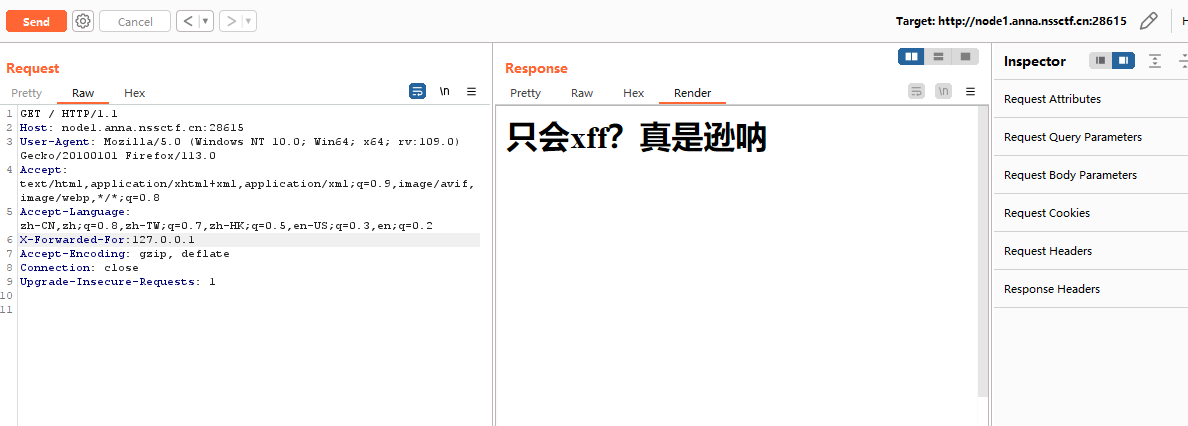 Send
Cancel
< | ▼
> | ▼
Target: http://node1.anna.nssctf.cn:28615
H
Request
Pretty Raw Hex
\n
1 GET / HTTP/1.1
2 Host: node1.anna.nssctf.cn:28615
3 User-Agent: Mozilla/5.0 (Windows NT 10.0; Win64; x64; rv:109.0)
Gecko/20100101 Firefox/113.0
4 Accept:
text/html,application/xhtml+xml,application/xml;q=0.9,image/avif,
image/webp,*/*;q=0.8
5 Accept-Language:
zh-CN,zh;q=0.8,zh-TW;q=0.7,zh-HK;q=0.5,en-US;q=0.3,en;q=0.2
6 X-Forwarded-For:127.0.0.1
7 Accept-Encoding: gzip, deflate
8 Connection: close
9 Upgrade-Insecure-Requests: 1
10
11
Response
Pretty Raw Hex Render
\n
只会xff？真是逊呐
Inspector
Request Attributes
Request Query Parameters
Request Body Parameters
Request Cookies
Request Headers
Response Headers